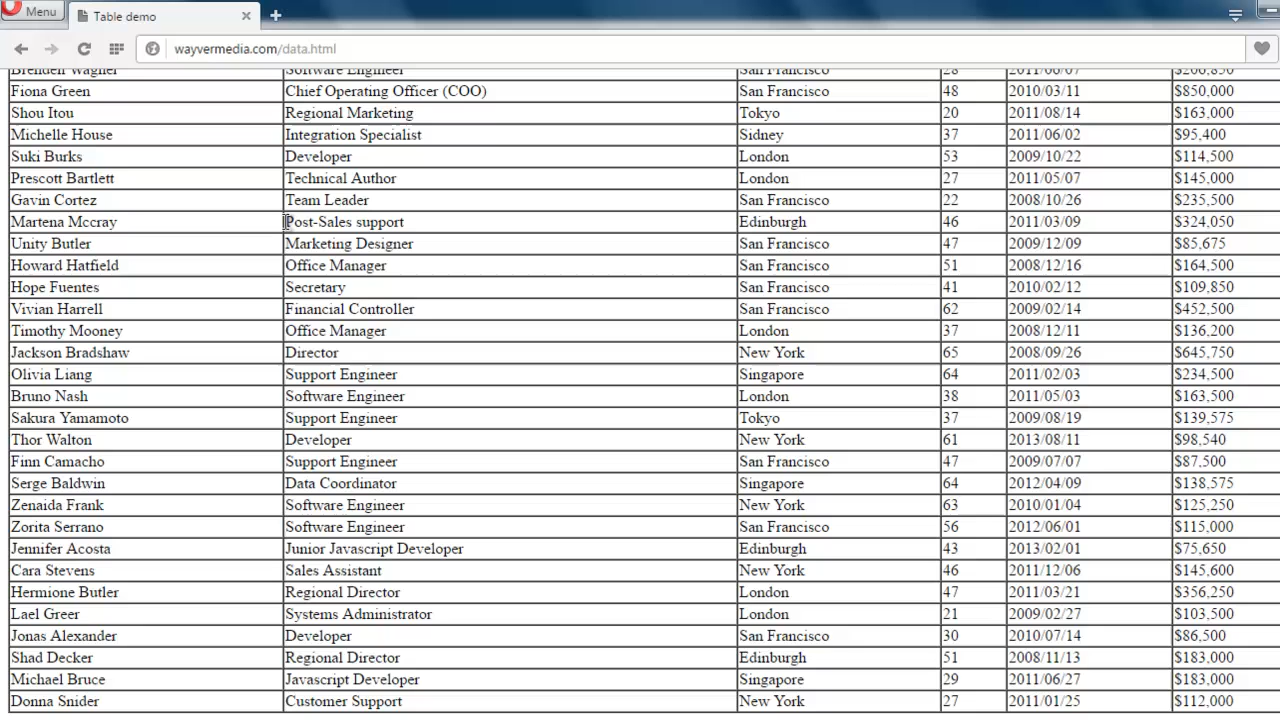 Menu
Table demo
wayvermedia.com/data.html
Brenden Wagner Software Engineer San Francisco 28 2011/06/07 $206,850
Fiona Green Chief Operating Officer (COO) San Francisco 48 2010/03/11 $850,000
Shou Itou Regional Marketing Tokyo 20 2011/08/14 $163,000
Michelle House Integration Specialist Sidney 37 2011/06/02 $95,400
Suki Burks Developer London 53 2009/10/22 $114,500
Prescott Bartlett Technical Author London 27 2011/05/07 $145,000
Gavin Cortez Team Leader San Francisco 22 2008/10/26 $235,500
Martena Mccray Post-Sales support Edinburgh 46 2011/03/09 $324,050
Unity Butler Marketing Designer San Francisco 47 2009/12/09 $85,675
Howard Hatfield Office Manager San Francisco 51 2008/12/16 $164,500
Hope Fuentes Secretary San Francisco 41 2010/02/12 $109,850
Vivian Harrell Financial Controller San Francisco 62 2009/02/14 $452,500
Timothy Mooney Office Manager London 37 2008/12/11 $136,200
Jackson Bradshaw Director New York 65 2008/09/26 $645,750
Olivia Liang Support Engineer Singapore 64 2011/02/03 $234,500
Bruno Nash Software Engineer London 38 2011/05/03 $163,500
Sakura Yamamoto Support Engineer Tokyo 37 2009/08/19 $139,575
Thor Walton Developer New York 61 2013/08/11 $98,540
Finn Camacho Support Engineer San Francisco 47 2009/07/07 $87,500
Serge Baldwin Data Coordinator Singapore 64 2012/04/09 $138,575
Zenaida Frank Software Engineer New York 63 2010/01/04 $125,250
Zorita Serrano Software Engineer San Francisco 56 2012/06/01 $115,000
Jennifer Acosta Junior Javascript Developer Edinburgh 43 2013/02/01 $75,650
Cara Stevens Sales Assistant New York 46 2011/12/06 $145,600
Hermione Butler Regional Director London 47 2011/03/21 $356,250
Lael Greer Systems Administrator London 21 2009/02/27 $103,500
Jonas Alexander Developer San Francisco 30 2010/07/14 $86,500
Shad Decker Regional Director Edinburgh 51 2008/11/13 $183,000
Michael Bruce Javascript Developer Singapore 29 2011/06/27 $183,000
Donna Snider Customer Support New York 27 2011/01/25 $112,000